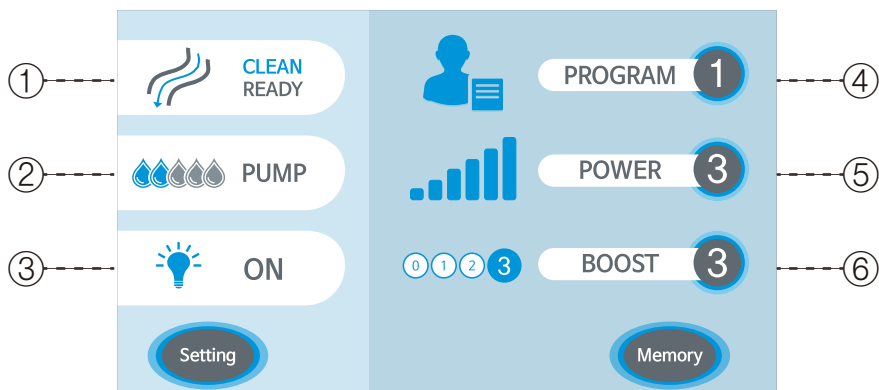 ① CLEAN
READY
② PUMP
③ ON
Setting
PROGRAM 1 ④
POWER 3 ⑤
0 1 2 3 BOOST 3 ⑥
Memory